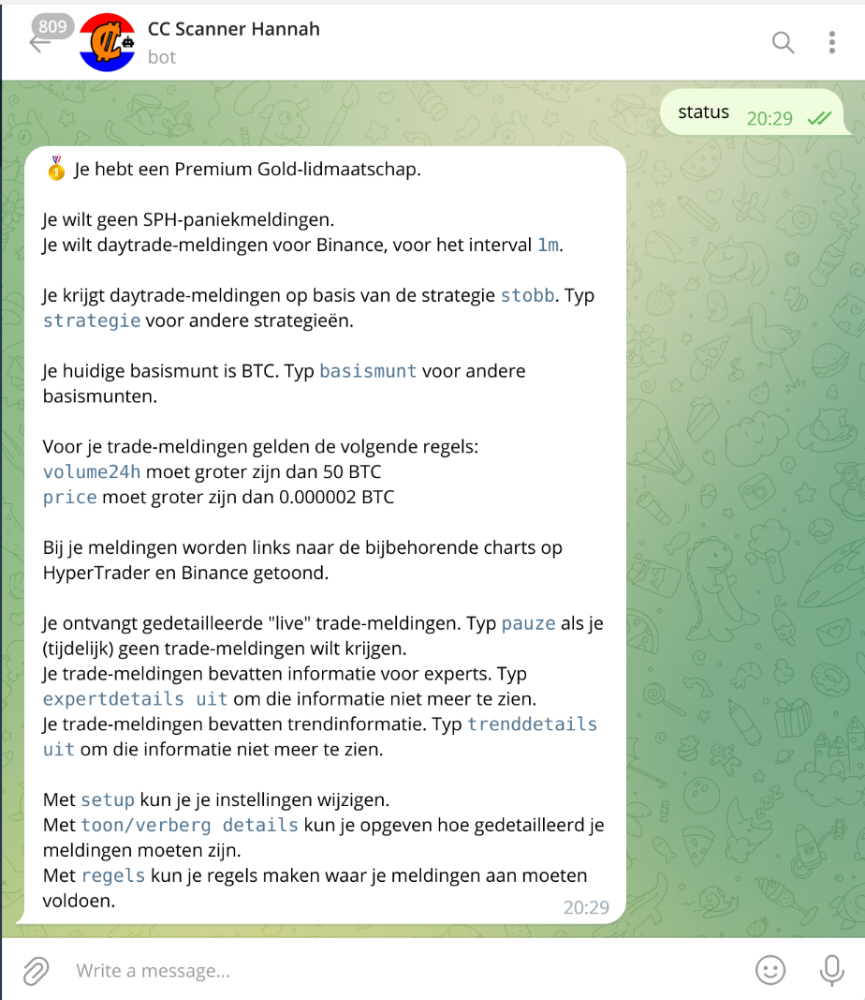 809
CC Scanner Hannah
bot
status 20:29
🥇 Je hebt een Premium Gold-lidmaatschap.
Je wilt geen SPH-paniekmeldingen.
Je wilt daytrade-meldingen voor Binance, voor het interval 1m.
Je krijgt daytrade-meldingen op basis van de strategie stobb. Typ
strategie voor andere strategieën.
Je huidige basismunt is BTC. Typ basismunt voor andere
basismunten.
Voor je trade-meldingen gelden de volgende regels:
volume24h moet groter zijn dan 50 BTC
price moet groter zijn dan 0.000002 BTC
Bij je meldingen worden links naar de bijbehorende charts op
HyperTrader en Binance getoond.
Je ontvangt gedetailleerde "live" trade-meldingen. Typ pauze als je
(tijdelijk) geen trade-meldingen wilt krijgen.
Je trade-meldingen bevatten informatie voor experts. Typ
expertdetails uit om die informatie niet meer te zien.
Je trade-meldingen bevatten trendinformatie. Typ trenddetails
uit om die informatie niet meer te zien.
Met setup kun je je instellingen wijzigen.
Met toon/verberg details kun je opgeven hoe gedetailleerd je
meldingen moeten zijn.
Met regels kun je regels maken waar je meldingen aan moeten
voldoen.
20:29
Write a message...